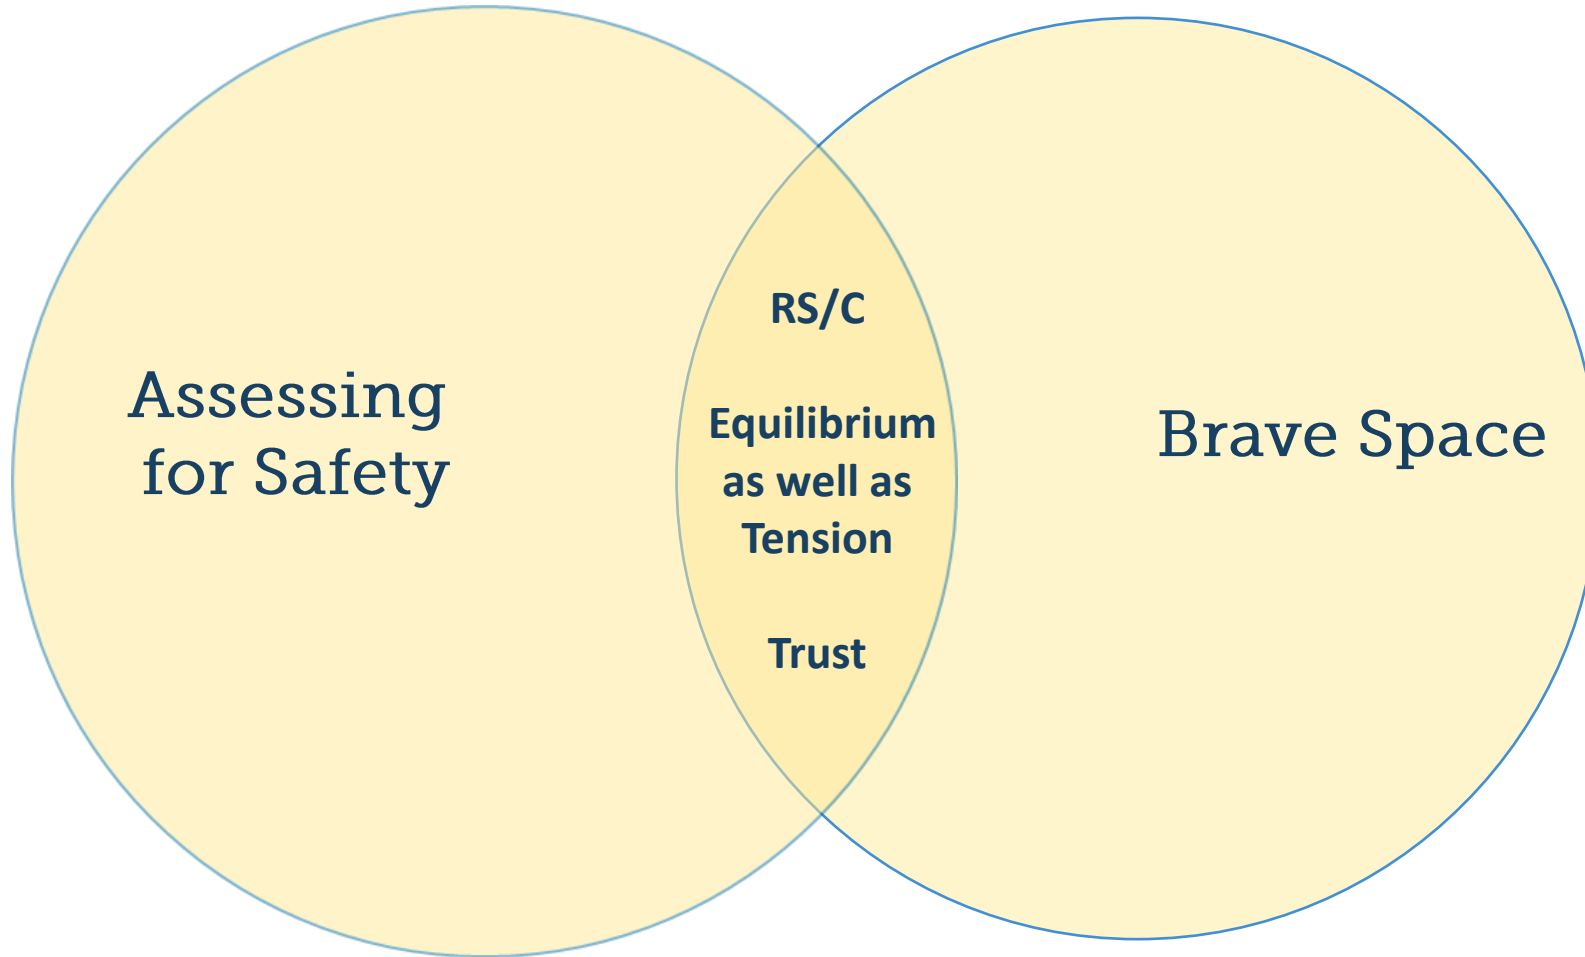 Assessing
for Safety
RS/C
Equilibrium
as well as
Tension
Trust
Brave Space